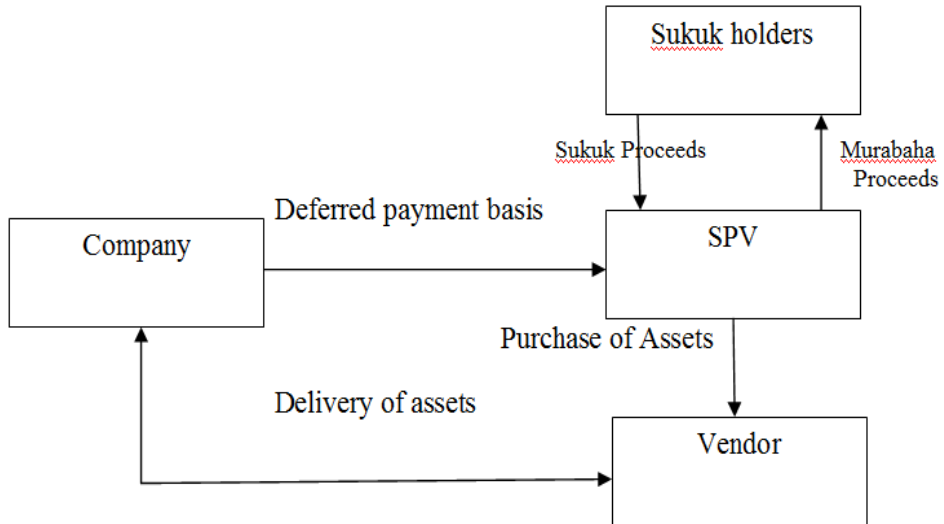 Sukuk holders
Sukuk Proceeds
Murabaha
Proceeds
Deferred payment basis
Company
SPV
Purchase of Assets
Delivery of assets
Vendor